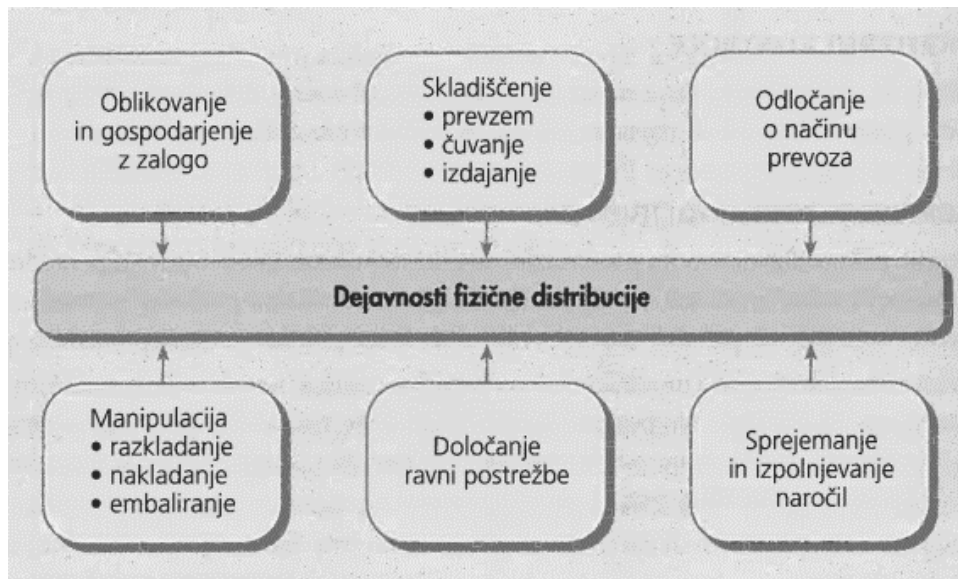 Oblikovanje
in gospodarjenje
z zalogo
Skladiščenje
• prevzem
• čuvanje
• izdajanje
Odločanje
o načinu
prevoza
Dejavnosti fizične distribucije
Manipulacija
• razkladanje
• nakladanje
• embaliranje
Določanje
ravni postrežbe
Sprejemanje
in izpolnjevanje
naročil